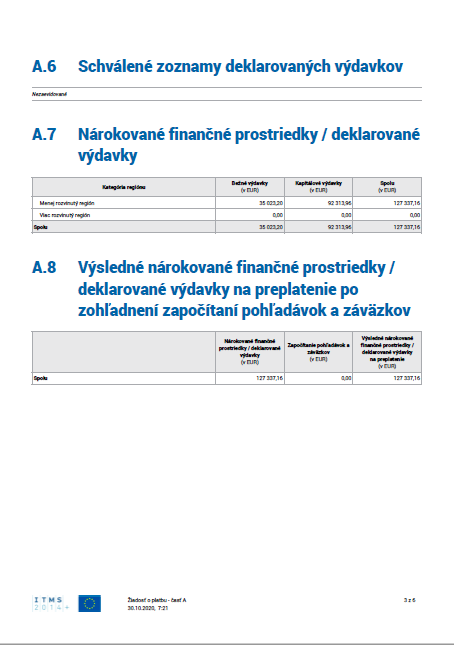 A.6 Schválené zoznamy deklarovaných výdavkov
Nezaevidované
A.7 Nárokované finančné prostriedky / deklarované
výdavky
Kategória regiónu Bežné výdavky (v EUR) Kapitálové výdavky (v EUR) Spolu (v EUR)
Menej rozvinutý región 35 023,20 92 313,96 127 337,16
Viac rozvinutý región 0,00 0,00 0,00
Spolu 35 023,20 92 313,96 127 337,16
A.8 Výsledné nárokované finančné prostriedky /
deklarované výdavky na preplatenie po
zohľadnení započítaní pohľadávok a záväzkov
Nárokované finančné
prostriedky / deklarované
výdavky
(v EUR)
Započítanie pohľadávok a
záväzkov
(v EUR)
Výsledné nárokované
finančné prostriedky /
deklarované výdavky
na preplatenie
(v EUR)
Spolu 127 337,16 0,00 127 337,16
ITMS
2014+
Žiadosť o platbu - časť A
30.10.2020, 7:21
3 z 6